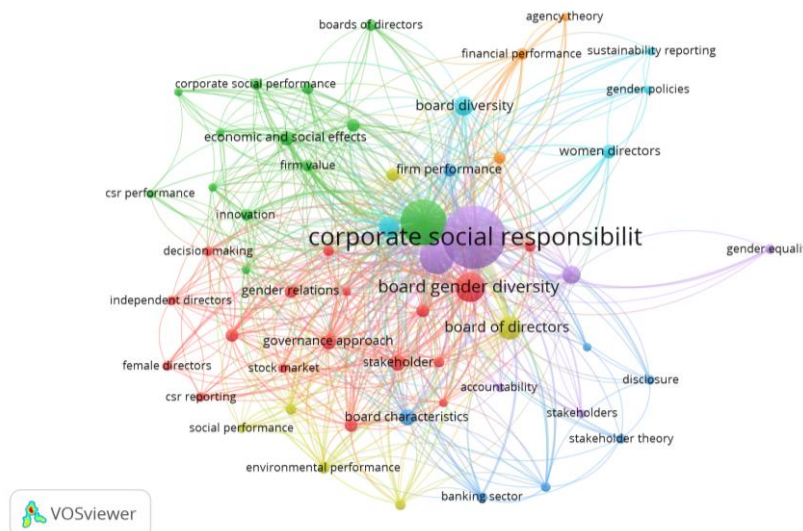 agency theory
boards of directors
financial performance
sustainability reporting
corporate social performance
gender policies
board diversity
economic and social effects
women directors
firm value
firm performance
csr performance
innovation
corporate social responsibilit
decision making
gender equalit
board gender diversity
gender relations
independent directors
board of directors
governance approach
stakeholder
female directors
stock market
disclosure
accountability
csr reporting
stakeholders
board characteristics
social performance
stakeholder theory
environmental performance
banking sector
VOSviewer